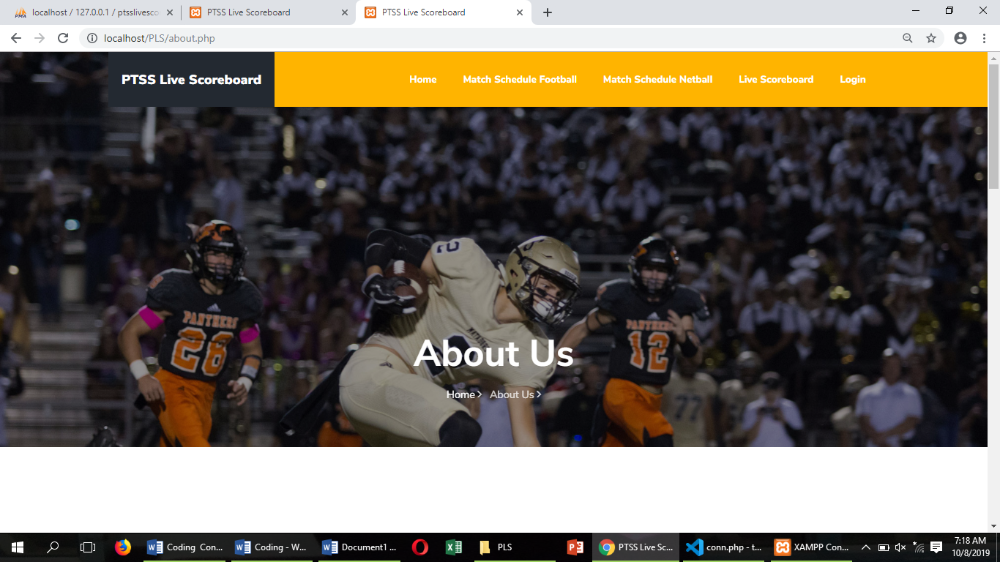 localhost / 127.0.0.1 / ptsslivesco
PTSS Live Scoreboard
PTSS Live Scoreboard
localhost/PLS/about.php
PTSS Live Scoreboard
Home
Match Schedule Football
Match Schedule Netball
Live Scoreboard
Login
2
PANTHERS
28
PANTHERS
12
77
About Us
Home > About Us >
Coding Con...
Coding - W...
Document1 ...
PLS
PTSS Live Sc...
conn.php - t...
XAMPP Con...
7:18 AM
10/8/2019